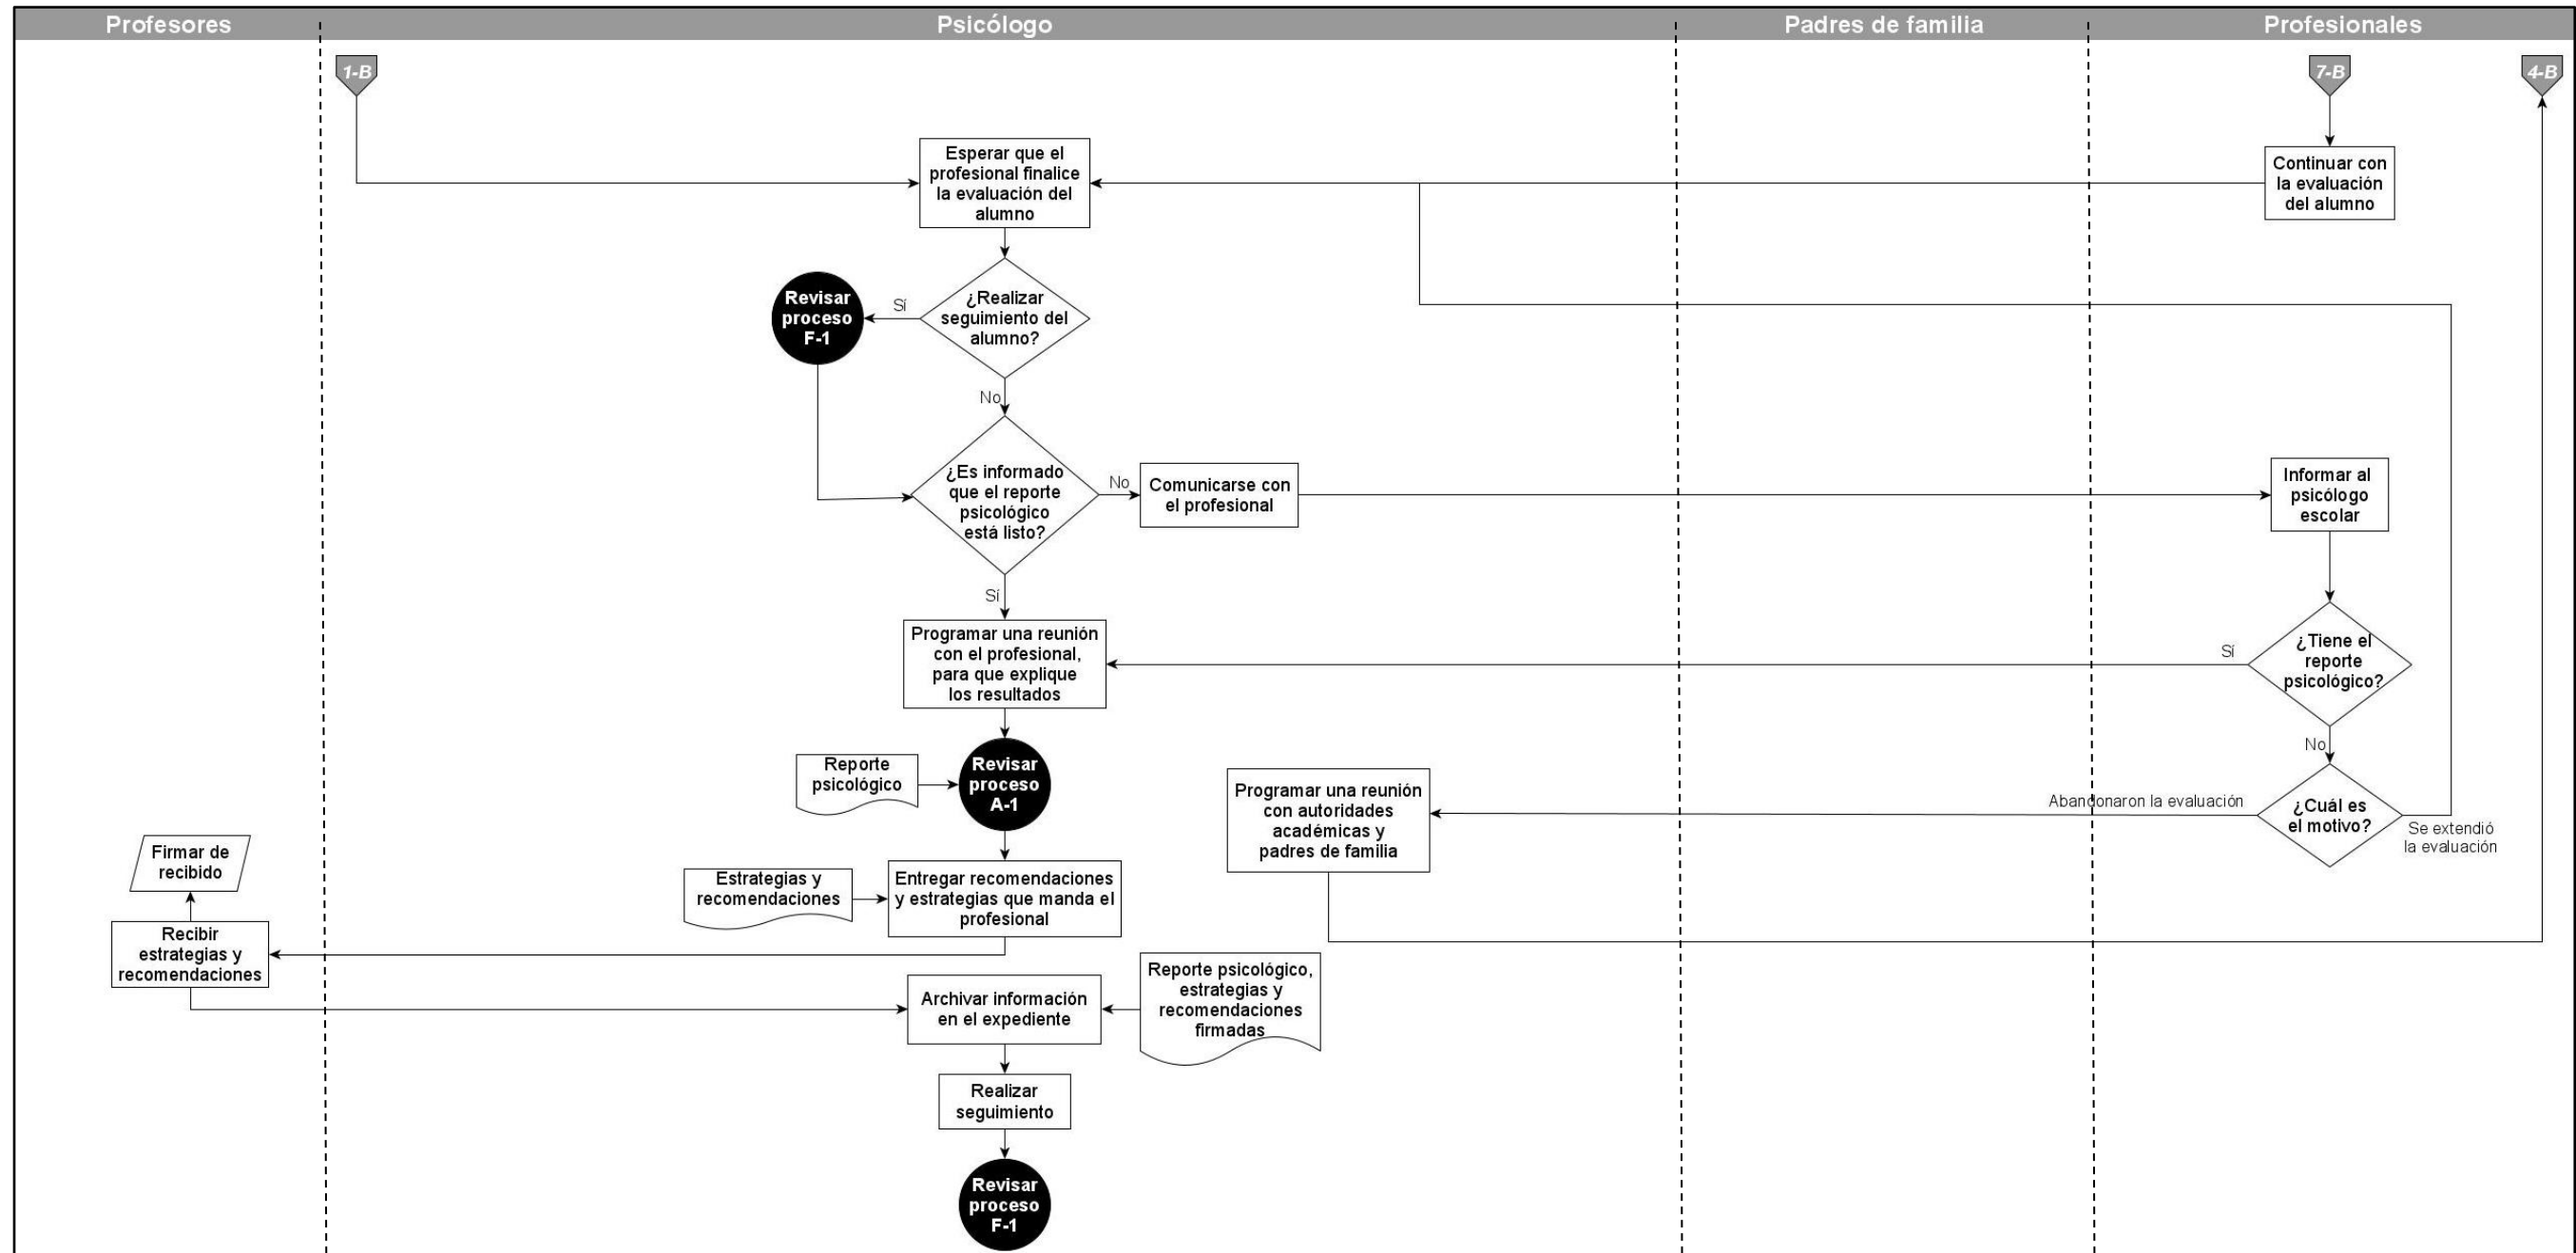 Profesores
Psicólogo
Padres de familia
Profesionales
1-B
7-B
4-B
Esperar que el
profesional finalice
la evaluación del
alumno
Continuar con
la evaluación
del alumno
Revisar
proceso
F-1
Sí
¿Realizar
seguimiento del
alumno?
No
¿Es informado
que el reporte
psicológico
está listo?
No
Comunicarse con
el profesional
Informar al
psicólogo
escolar
Sí
Programar una reunión
con el profesional,
para que explique
los resultados
Sí
¿Tiene el
reporte
psicológico?
No
Reporte
psicológico
Revisar
proceso
A-1
Programar una reunión
con autoridades
académicas y
padres de familia
Abandonaron la evaluación
¿Cuál es
el motivo?
Se extendió
la evaluación
Firmar de
recibido
Estrategias y
recomendaciones
Entregar recomendaciones
y estrategias que manda el
profesional
Recibir
estrategias y
recomendaciones
Archivar información
en el expediente
Reporte psicológico,
estrategias y
recomendaciones
firmadas
Realizar
seguimiento
Revisar
proceso
F-1